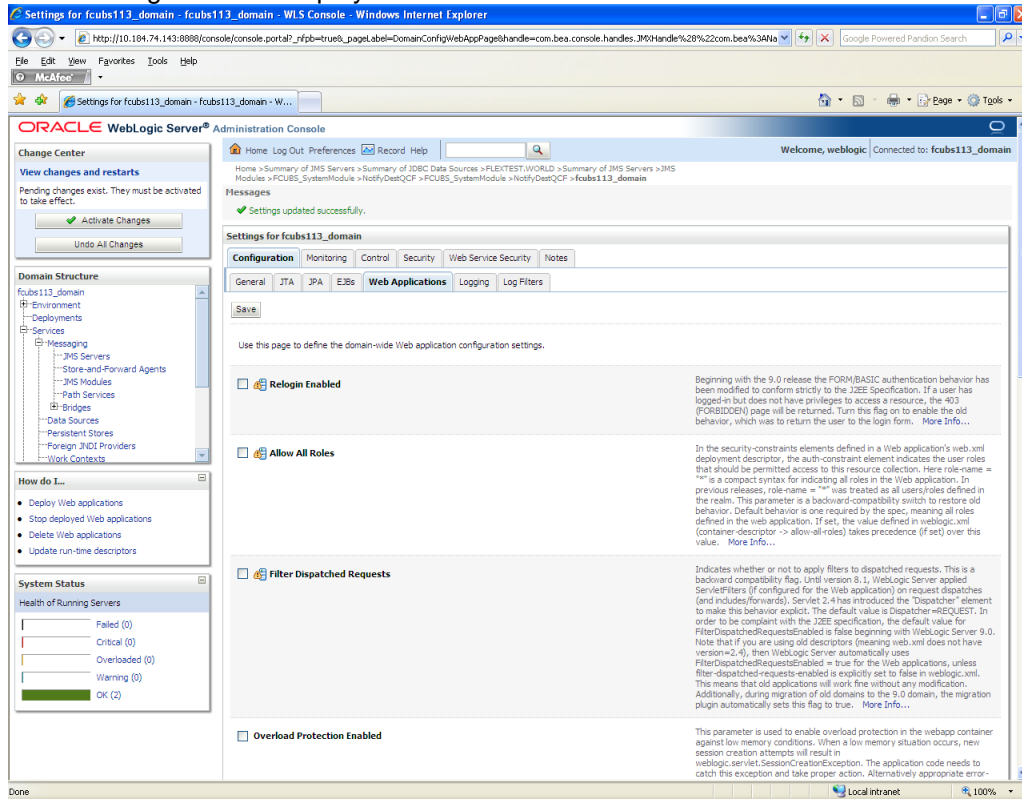 Settings for fcubs113_domain - fcubs113_domain - WLS Console - Windows Internet Explorer
http://10.184.74.143:8888/console/console.portal?_nfpb=true&_pageLabel=DomainConfigWebAppPage&handle=com.bea.console.handles.JMXHandle%28%22com.bea%3ANa
Google Powered Pandion Search
File Edit View Favorites Tools Help
McAfee
Settings for fcubs113_domain - fcubs113_domain - W...
Page Tools
ORACLE WebLogic Server® Administration Console
Change Center
View changes and restarts
Pending changes exist. They must be activated
to take effect.
Activate Changes
Undo All Changes
Domain Structure
fcubs113_domain
Environment
Deployments
Services
Messaging
JMS Servers
Store-and-Forward Agents
JMS Modules
Path Services
Bridges
Data Sources
Persistent Stores
Foreign JNDI Providers
Work Contexts
How do I...
Deploy Web applications
Stop deployed Web applications
Delete Web applications
Update run-time descriptors
System Status
Health of Running Servers
Failed (0)
Critical (0)
Overloaded (0)
Warning (0)
OK (2)
Home Log Out Preferences Record Help
Welcome, weblogic Connected to: fcubs113_domain
Home >Summary of JMS Servers >Summary of JDBC Data Sources >FLEXTEST.WORLD >Summary of JMS Servers >JMS
Modules >FCUBS_SystemModule >NotifyDestQCF >FCUBS_SystemModule >NotifyDestQCF >fcubs113_domain
Messages
Settings updated successfully.
Settings for fcubs113_domain
Configuration Monitoring Control Security Web Service Security Notes
General JTA JPA EJBs Web Applications Logging Log Filters
Save
Use this page to define the domain-wide Web application configuration settings.
Relogin Enabled
Beginning with the 9.0 release the FORM/BASIC authentication behavior has
been modified to conform strictly to the J2EE Specification. If a user has
logged-in but does not have privileges to access a resource, the 403
(FORBIDDEN) page will be returned. Turn this flag on to enable the old
behavior, which was to return the user to the login form. More Info...
Allow All Roles
In the security-constraints elements defined in a Web application's web.xml
deployment descriptor, the auth-constraint element indicates the user roles
that should be permitted access to this resource collection. Here role-name =
"*" is a compact syntax for indicating all roles in the Web application. In
previous releases, role-name = "*" was treated as all users/roles defined in
the realm. This parameter is a backward-compatibility switch to restore old
behavior. Default behavior is one required by the spec, meaning all roles
defined in the web application. If set, the value defined in weblogic.xml
(container-descriptor -> allow-all-roles) takes precedence (if set) over this
value. More Info...
Filter Dispatched Requests
Indicates whether or not to apply filters to dispatched requests. This is a
backward compatibility flag. Until version 8.1, WebLogic Server applied
ServletFilters (if configured for the Web application) on request dispatches
(and includes/forwards). Servlet 2.4 has introduced the "Dispatcher" element
to make this behavior explicit. The default value is Dispatcher=REQUEST. In
order to be complaint with the J2EE specification, the default value for
FilterDispatchedRequestsEnabled is false beginning with WebLogic Server 9.0.
Note that if you are using old descriptors (meaning web.xml does not have
version=2.4), then WebLogic Server automatically uses
FilterDispatchedRequestsEnabled = true for the Web applications, unless
filter-dispatched-requests-enabled is explicitly set to false in weblogic.xml.
This means that old applications will work fine without any modification.
Additionally, during migration of old domains to the 9.0 domain, the migration
plugin automatically sets this flag to true. More Info...
Overload Protection Enabled
This parameter is used to enable overload protection in the webapp container
against low memory conditions. When a low memory situation occurs, new
session creation attempts will result in
weblogic.servlet.SessionCreationException. The application code needs to
catch this exception and take proper action. Alternatively appropriate error-
Done
Local intranet
100%